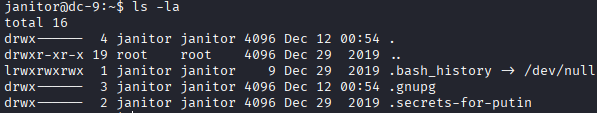 janitor@dc-9:~$ ls -la
total 16
drwx------  4 janitor janitor 4096 Dec 12 00:54 .
drwxr-xr-x 19 root    root    4096 Dec 29  2019 ..
lrwxrwxrwx  1 janitor janitor    9 Dec 29  2019 .bash_history -> /dev/null
drwx------  3 janitor janitor 4096 Dec 12 00:54 .gnupg
drwx------  2 janitor janitor 4096 Dec 29  2019 .secrets-for-putin